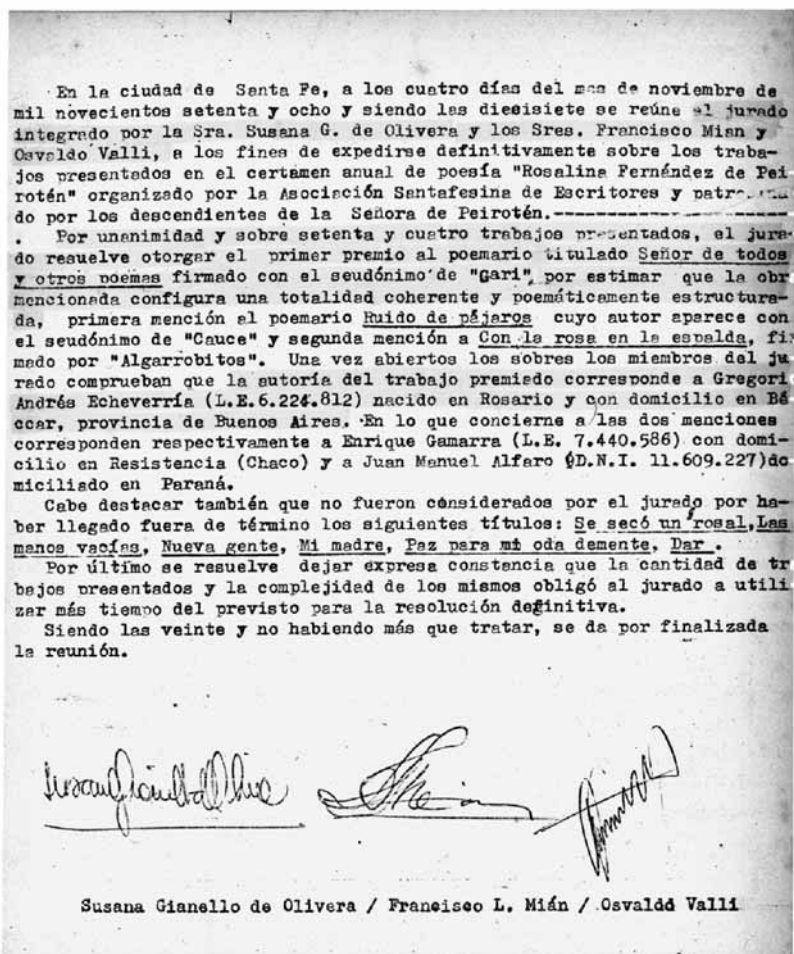 En la ciudad de Santa Fe, a los cuatro días del mes de noviembre de
mil novecientos setenta y ocho y siendo las diecisiete se reúne el jurado
integrado por la Sra. Susana G. de Olivera y los Sres. Francisco Mian y
Osvaldo Valli, a los fines de expedirse definitivamente sobre los traba-
jos presentados en el certamen anual de poesía "Rosalina Fernández de Pei
rotén" organizado por la Asociación Santafesina de Escritores y
do por los descendientes de la Señora de Peirotén.----------------------
. Por unanimidad y sobre setenta y cuatro trabajos presentados, el jura-
do resuelve otorgar el primer premio al poemario titulado Señor de todos
y otros poemas firmado con el seudónimo de "Gari", por estimar que la obr
mencionada configura una totalidad coherente y poemáticamente estructura-
da, primera mención al poemario Ruido de pájaros cuyo autor aparece con
el seudónimo de "Cauce" y segunda mención a Con la rosa en la espalda, fir
mado por "Algarrobitos". Una vez abiertos los sobres los miembros del ju
rado comprueban que la autoría del trabajo premiado corresponde a Gregori
Andrés Echeverría (L.E.6.224.812) nacido en Rosario y con domicilio en Bé
ccar, provincia de Buenos Aires. En lo que concierne a las dos menciones
corresponden respectivamente a Enrique Gamarra (L.E. 7.440.586) con domi-
cilio en Resistencia (Chaco) y a Juan Manuel Alfaro (D.N.I. 11.609.227)do
miciliado en Paraná.
Cabe destacar también que no fueron considerados por el jurado por ha-
ber llegado fuera de término los siguientes títulos: Se secó un rosal,Las
manos vacías, Nueva gente, Mi madre, Paz para mi oda demente, Dar .
Por último se resuelve dejar expresa constancia que la cantidad de tr
bajos presentados y la complejidad de los mismos obligó al jurado a utili
zar más tiempo del previsto para la resolución definitiva.
Siendo las veinte y no habiendo más que tratar, se da por finalizada
la reunión.
Susana Gianello de Olivera / Francisco L. Mián / Osvaldo Valli